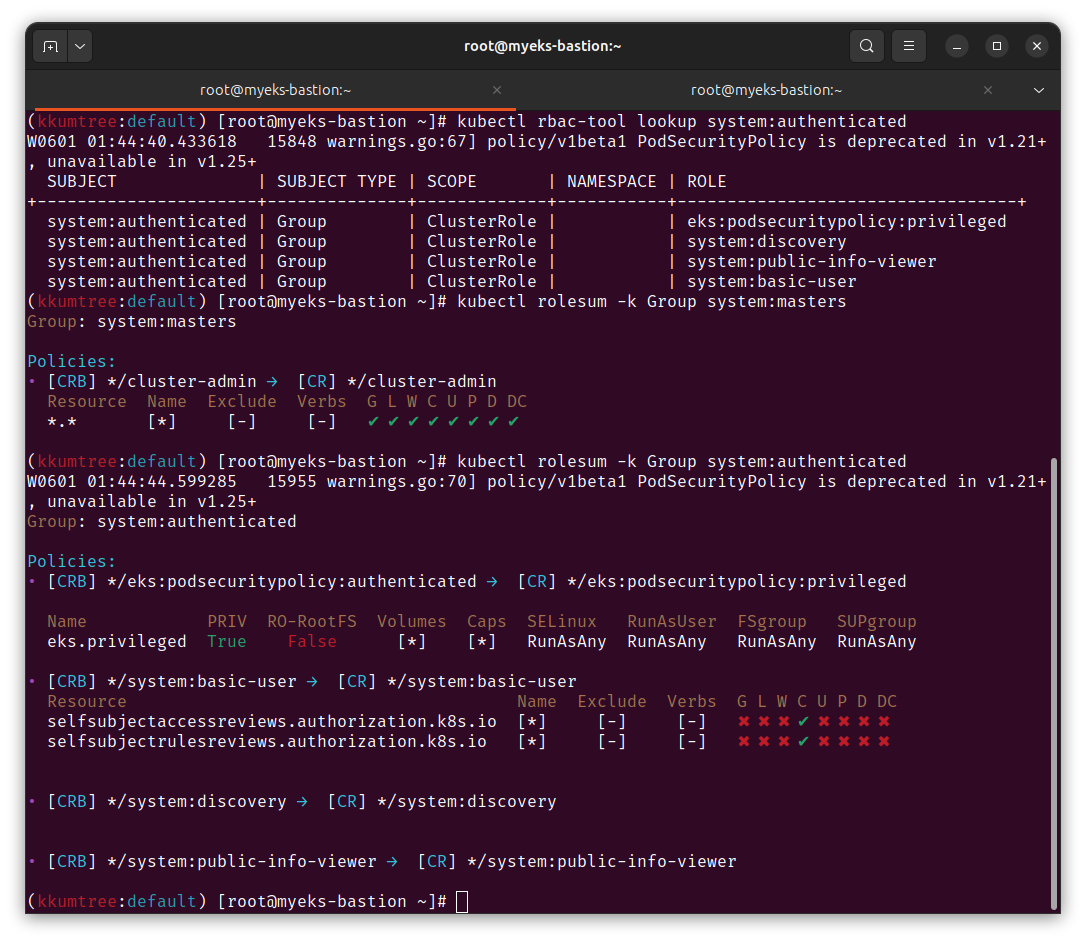 root@myeks-bastion:~
root@myeks-bastion:~ root@myeks-bastion:~
(kkumtree:default) [root@myeks-bastion ~]# kubectl rbac-tool lookup system:authenticated
W0601 01:44:40.433618   15848 warnings.go:67] policy/v1beta1 PodSecurityPolicy is deprecated in v1.21+
, unavailable in v1.25+
  SUBJECT              | SUBJECT TYPE | SCOPE       | NAMESPACE | ROLE
+----------------------+--------------+-------------+-----------+----------------------------------+
  system:authenticated | Group        | ClusterRole |           | eks:podsecuritypolicy:privileged
  system:authenticated | Group        | ClusterRole |           | system:discovery
  system:authenticated | Group        | ClusterRole |           | system:public-info-viewer
  system:authenticated | Group        | ClusterRole |           | system:basic-user
(kkumtree:default) [root@myeks-bastion ~]# kubectl rolesum -k Group system:masters
Group: system:masters
Policies:
• [CRB] */cluster-admin →  [CR] */cluster-admin
  Resource  Name  Exclude  Verbs  G L W C U P D DC
  *.*       [*]     [-]     [-]   ✔ ✔ ✔ ✔ ✔ ✔ ✔ ✔
(kkumtree:default) [root@myeks-bastion ~]# kubectl rolesum -k Group system:authenticated
W0601 01:44:44.599285   15955 warnings.go:70] policy/v1beta1 PodSecurityPolicy is deprecated in v1.21+
, unavailable in v1.25+
Group: system:authenticated
Policies:
• [CRB] */eks:podsecuritypolicy:authenticated →  [CR] */eks:podsecuritypolicy:privileged
  Name            PRIV  RO-RootFS  Volumes  Caps  SELinux   RunAsUser  FSgroup   SUPgroup
  eks.privileged  True    False      [*]    [*]   RunAsAny  RunAsAny   RunAsAny  RunAsAny
• [CRB] */system:basic-user →  [CR] */system:basic-user
  Resource                                       Name  Exclude  Verbs  G L W C U P D DC
  selfsubjectaccessreviews.authorization.k8s.io  [*]     [-]     [-]   ✖ ✖ ✖ ✔ ✖ ✖ ✖ ✖
  selfsubjectrulesreviews.authorization.k8s.io   [*]     [-]     [-]   ✖ ✖ ✖ ✔ ✖ ✖ ✖ ✖
• [CRB] */system:discovery →  [CR] */system:discovery
• [CRB] */system:public-info-viewer →  [CR] */system:public-info-viewer
(kkumtree:default) [root@myeks-bastion ~]#